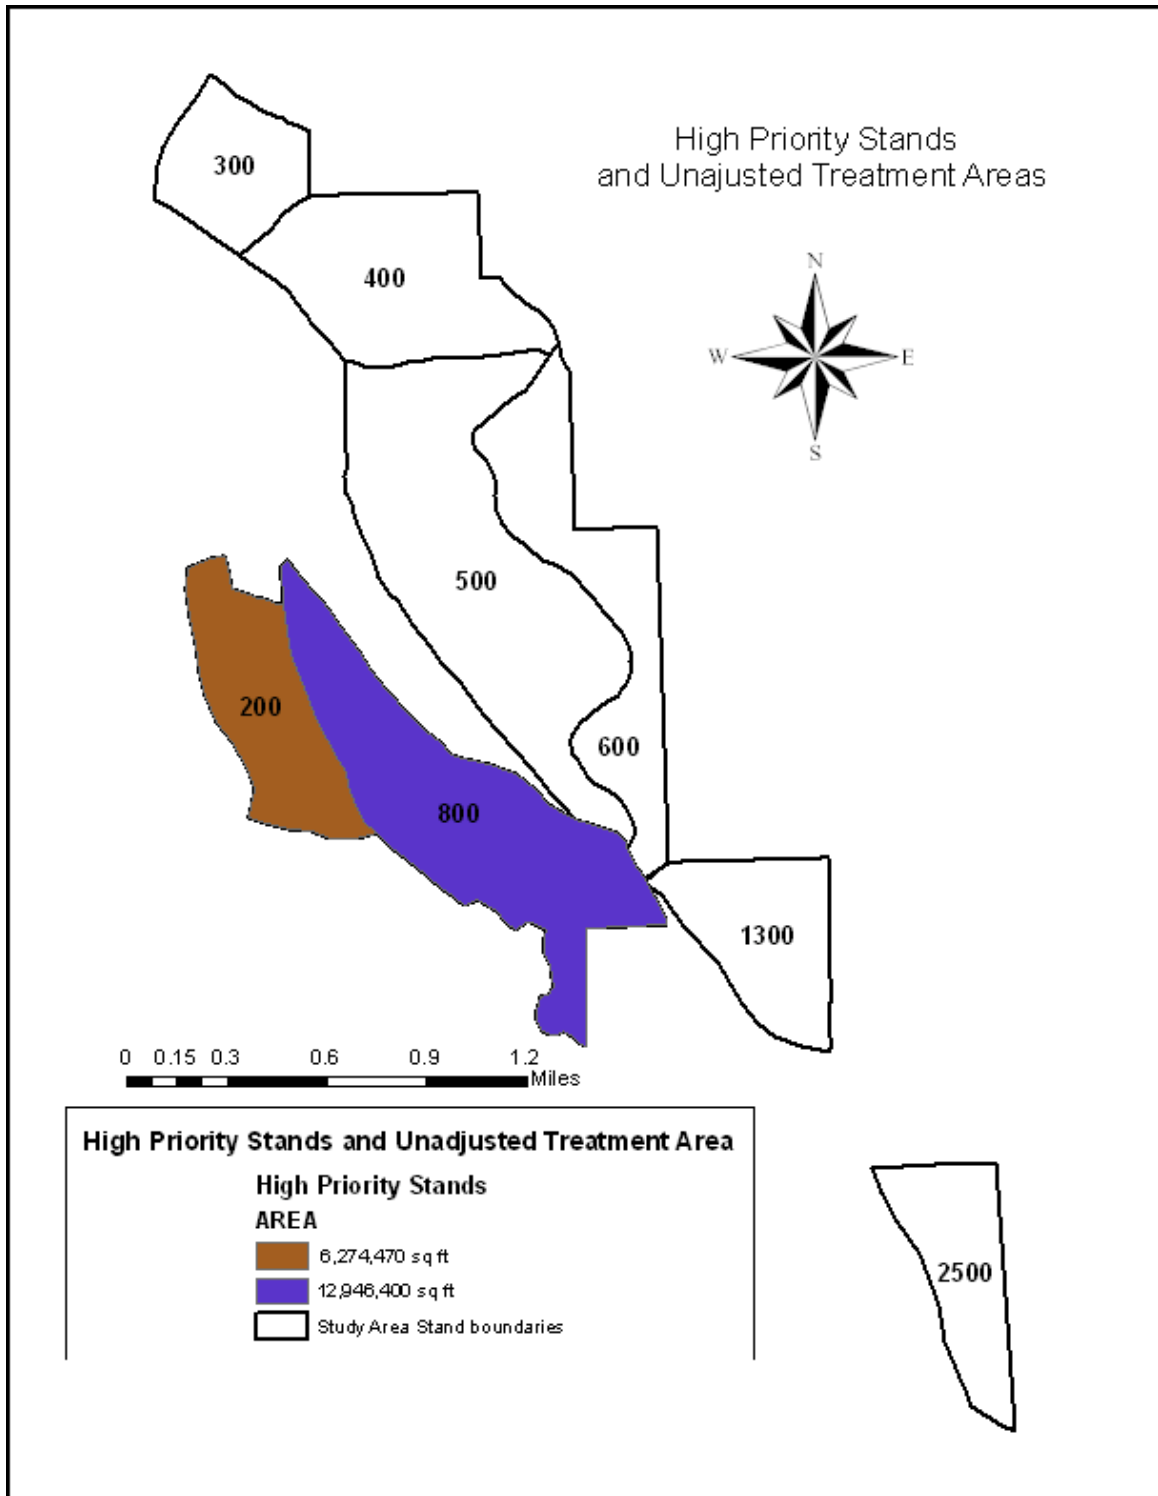 High Priority Stands
and Unajusted Treatment Areas
300
400
N
W
E
S
500
200
600
800
1300
0 0.15 0.3 0.6 0.9 1.2
Miles
High Priority Stands and Unadjusted Treatment Area
High Priority Stands
AREA
6,274,470 sq ft
12,946,400 sq ft
Study Area Stand boundaries
2500